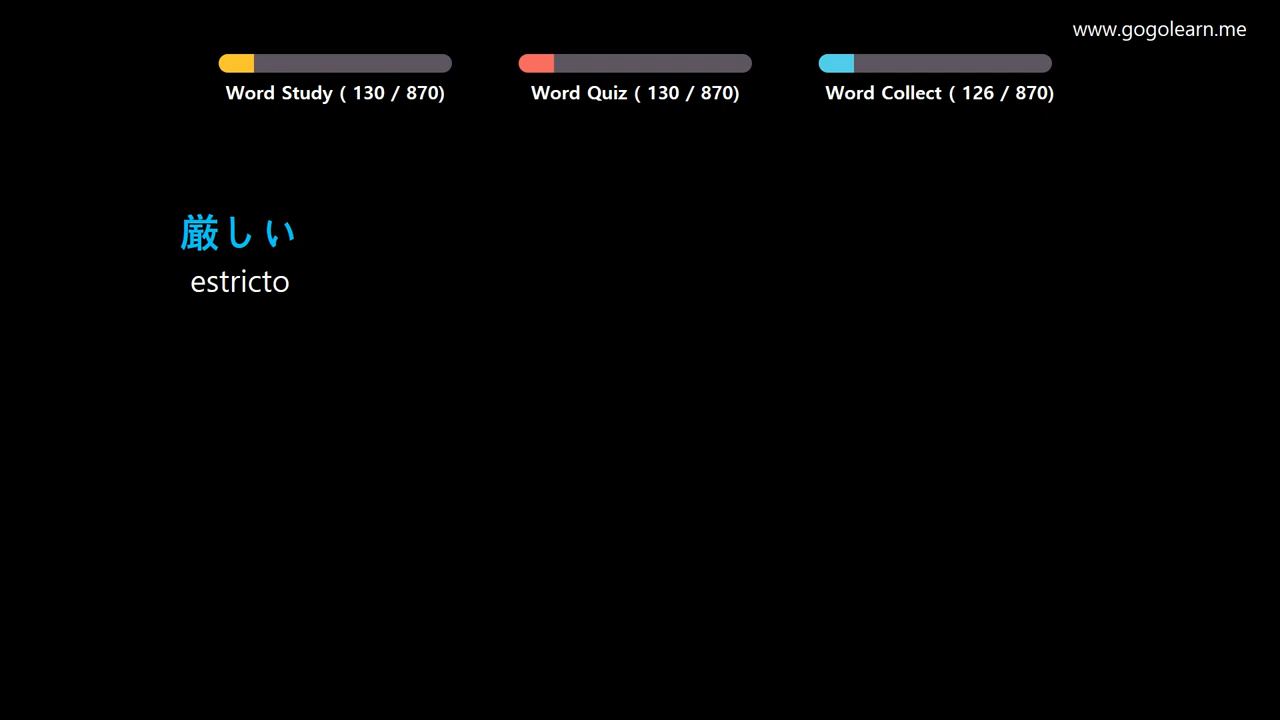 www.gogolearn.me
Word Study ( 130 / 870)
Word Quiz ( 130 / 870)
Word Collect ( 126 / 870)
厳しい
estricto